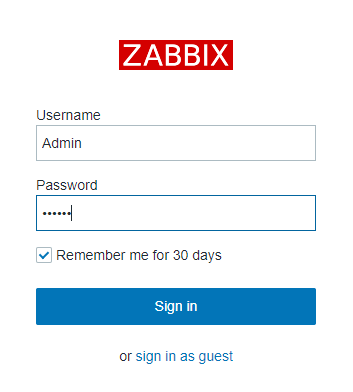 ZABBIX
Username
Admin
Password
••••••
Remember me for 30 days
Sign in
or sign in as guest